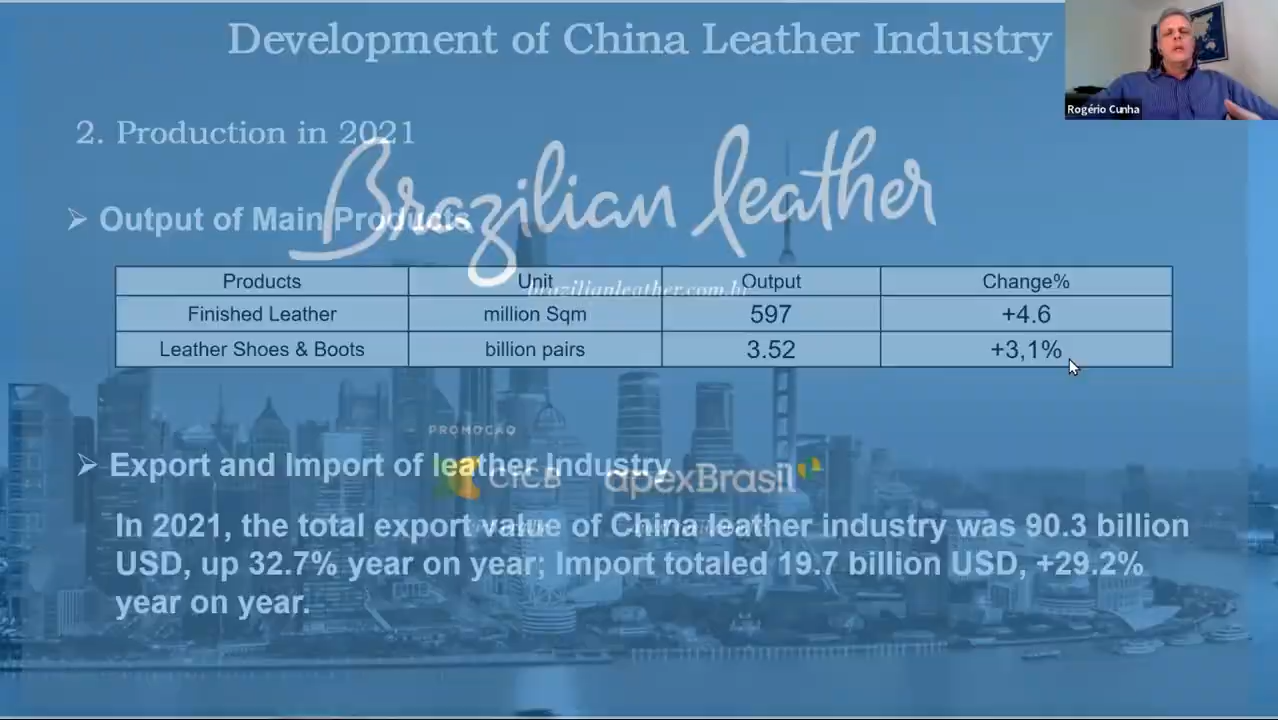 Development of China Leather Industry
Rogério Cunha
2. Production in 2021
Brazilian leather
➢ Output of Main Products
Products Unit Output Change%
brazilianleather.com.br
Finished Leather million Sqm 597 +4.6
Leather Shoes & Boots billion pairs 3.52 +3,1%
PROMOÇÃO
➢ Export and Import of leather Industry
CICB apexBrasil
In 2021, the total export value of China leather industry was 90.3 billion
USD, up 32.7% year on year; Import totaled 19.7 billion USD, +29.2%
year on year.